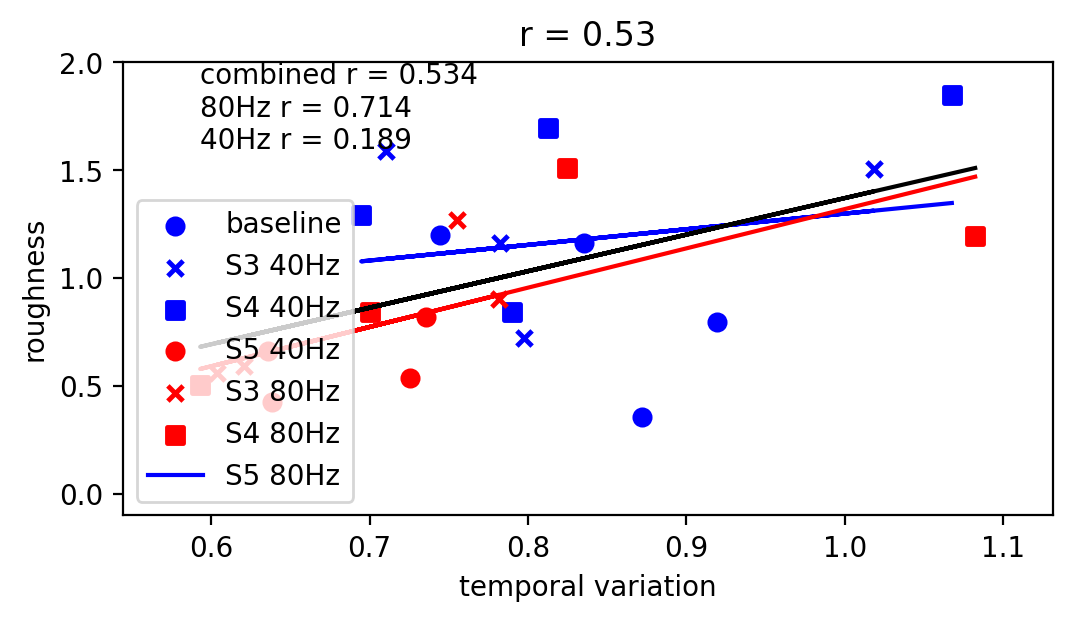 r = 0.53
combined r = 0.534
80Hz r = 0.714
40Hz r = 0.189
baseline
S3 40Hz
S4 40Hz
S5 40Hz
S3 80Hz
S4 80Hz
S5 80Hz
roughness
2.0
1.5
1.0
0.5
0.0
0.6 0.7 0.8 0.9 1.0 1.1
temporal variation